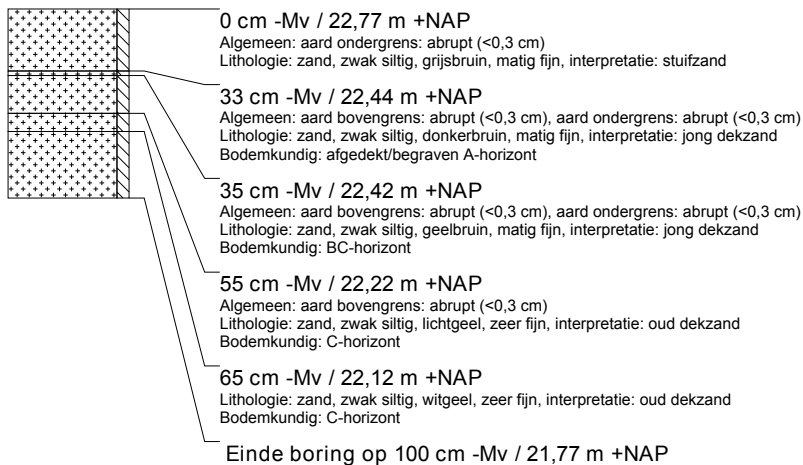 0 cm -Mv / 22,77 m +NAP
Algemeen: aard ondergrens: abrupt (<0,3 cm)
Lithologie: zand, zwak siltig, grijsbruin, matig fijn, interpretatie: stuifzand
33 cm -Mv / 22,44 m +NAP
Algemeen: aard bovengrens: abrupt (<0,3 cm), aard ondergrens: abrupt (<0,3 cm)
Lithologie: zand, zwak siltig, donkerbruin, matig fijn, interpretatie: jong dekzand
Bodemkundig: afgedekt/begraven A-horizont
35 cm -Mv / 22,42 m +NAP
Algemeen: aard bovengrens: abrupt (<0,3 cm), aard ondergrens: abrupt (<0,3 cm)
Lithologie: zand, zwak siltig, geelbruin, matig fijn, interpretatie: jong dekzand
Bodemkundig: BC-horizont
55 cm -Mv / 22,22 m +NAP
Algemeen: aard bovengrens: abrupt (<0,3 cm)
Lithologie: zand, zwak siltig, lichtgeel, zeer fijn, interpretatie: oud dekzand
Bodemkundig: C-horizont
65 cm -Mv / 22,12 m +NAP
Lithologie: zand, zwak siltig, witgeel, zeer fijn, interpretatie: oud dekzand
Bodemkundig: C-horizont
Einde boring op 100 cm -Mv / 21,77 m +NAP